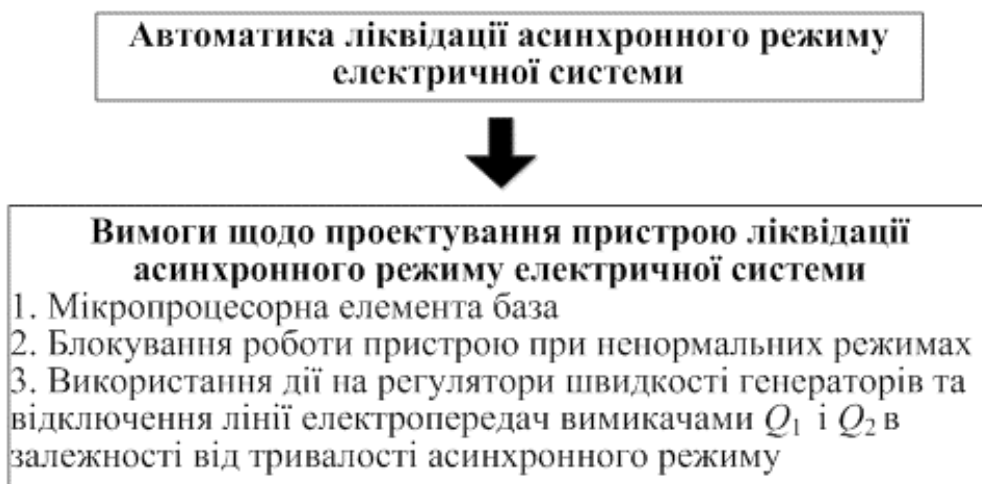 Автоматика ліквідації асинхронного режиму
електричної системи
Вимоги щодо проектування пристрою ліквідації
асинхронного режиму електричної системи
1. Мікропроцесорна елемента база
2. Блокування роботи пристрою при ненормальних режимах
3. Використання дії на регулятори швидкості генераторів та
відключення лінії електропередач вимикачами Q₁ і Q₂ в
залежності від тривалості асинхронного режиму